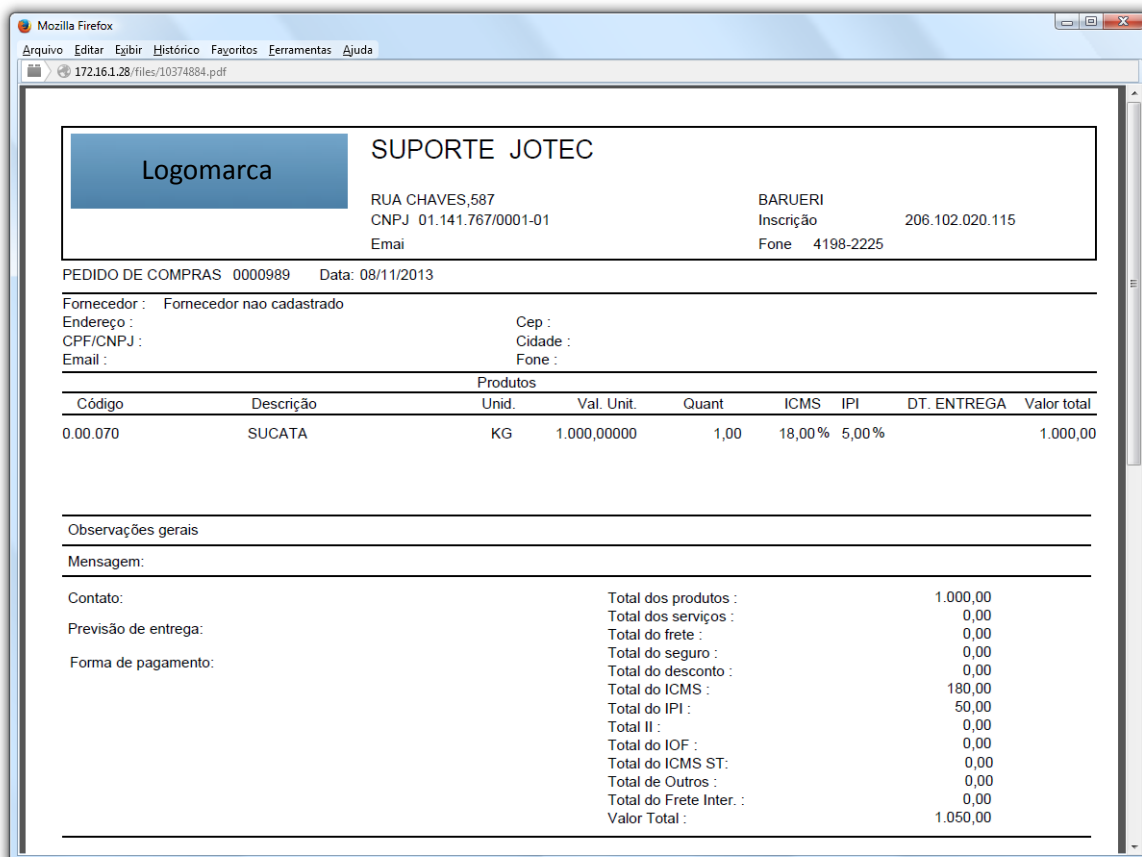 Mozilla Firefox
Arquivo Editar Exibir Histórico Favoritos Ferramentas Ajuda
172.16.1.28/files/10374884.pdf
Logomarca
SUPORTE JOTEC
RUA CHAVES,587 BARUERI
CNPJ 01.141.767/0001-01 Inscrição 206.102.020.115
Emai Fone 4198-2225
PEDIDO DE COMPRAS 0000989 Data: 08/11/2013
Fornecedor : Fornecedor nao cadastrado
Endereço : Cep :
CPF/CNPJ : Cidade :
Email : Fone :
Produtos
Código Descrição Unid. Val. Unit. Quant ICMS IPI DT. ENTREGA Valor total
0.00.070 SUCATA KG 1.000,00000 1,00 18,00% 5,00% 1.000,00
Observações gerais
Mensagem:
Contato:
Previsão de entrega:
Forma de pagamento:
Total dos produtos : 1.000,00
Total dos serviços : 0,00
Total do frete : 0,00
Total do seguro : 0,00
Total do desconto : 0,00
Total do ICMS : 180,00
Total do IPI : 50,00
Total II : 0,00
Total do IOF : 0,00
Total do ICMS ST: 0,00
Total de Outros : 0,00
Total do Frete Inter. : 0,00
Valor Total : 1.050,00